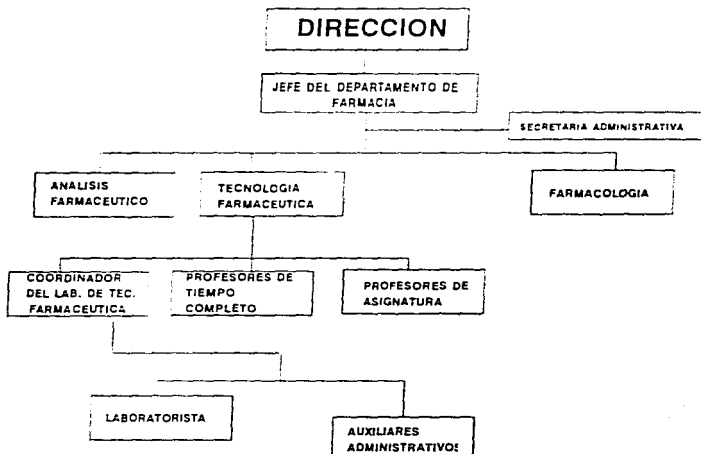 DIRECCION
JEFE DEL DEPARTAMENTO DE
FARMACIA
SECRETARIA ADMINISTRATIVA
ANALISIS
FARMACEUTICO
TECNOLOGIA
FARMACEUTICA
FARMACOLOGIA
COORDINADOR
DEL LAB. DE TEC.
FARMACEUTICA
PROFESORES DE
TIEMPO
COMPLETO
PROFESORES DE
ASIGNATURA
LABORATORISTA
AUXILIARES
ADMINISTRATIVOS